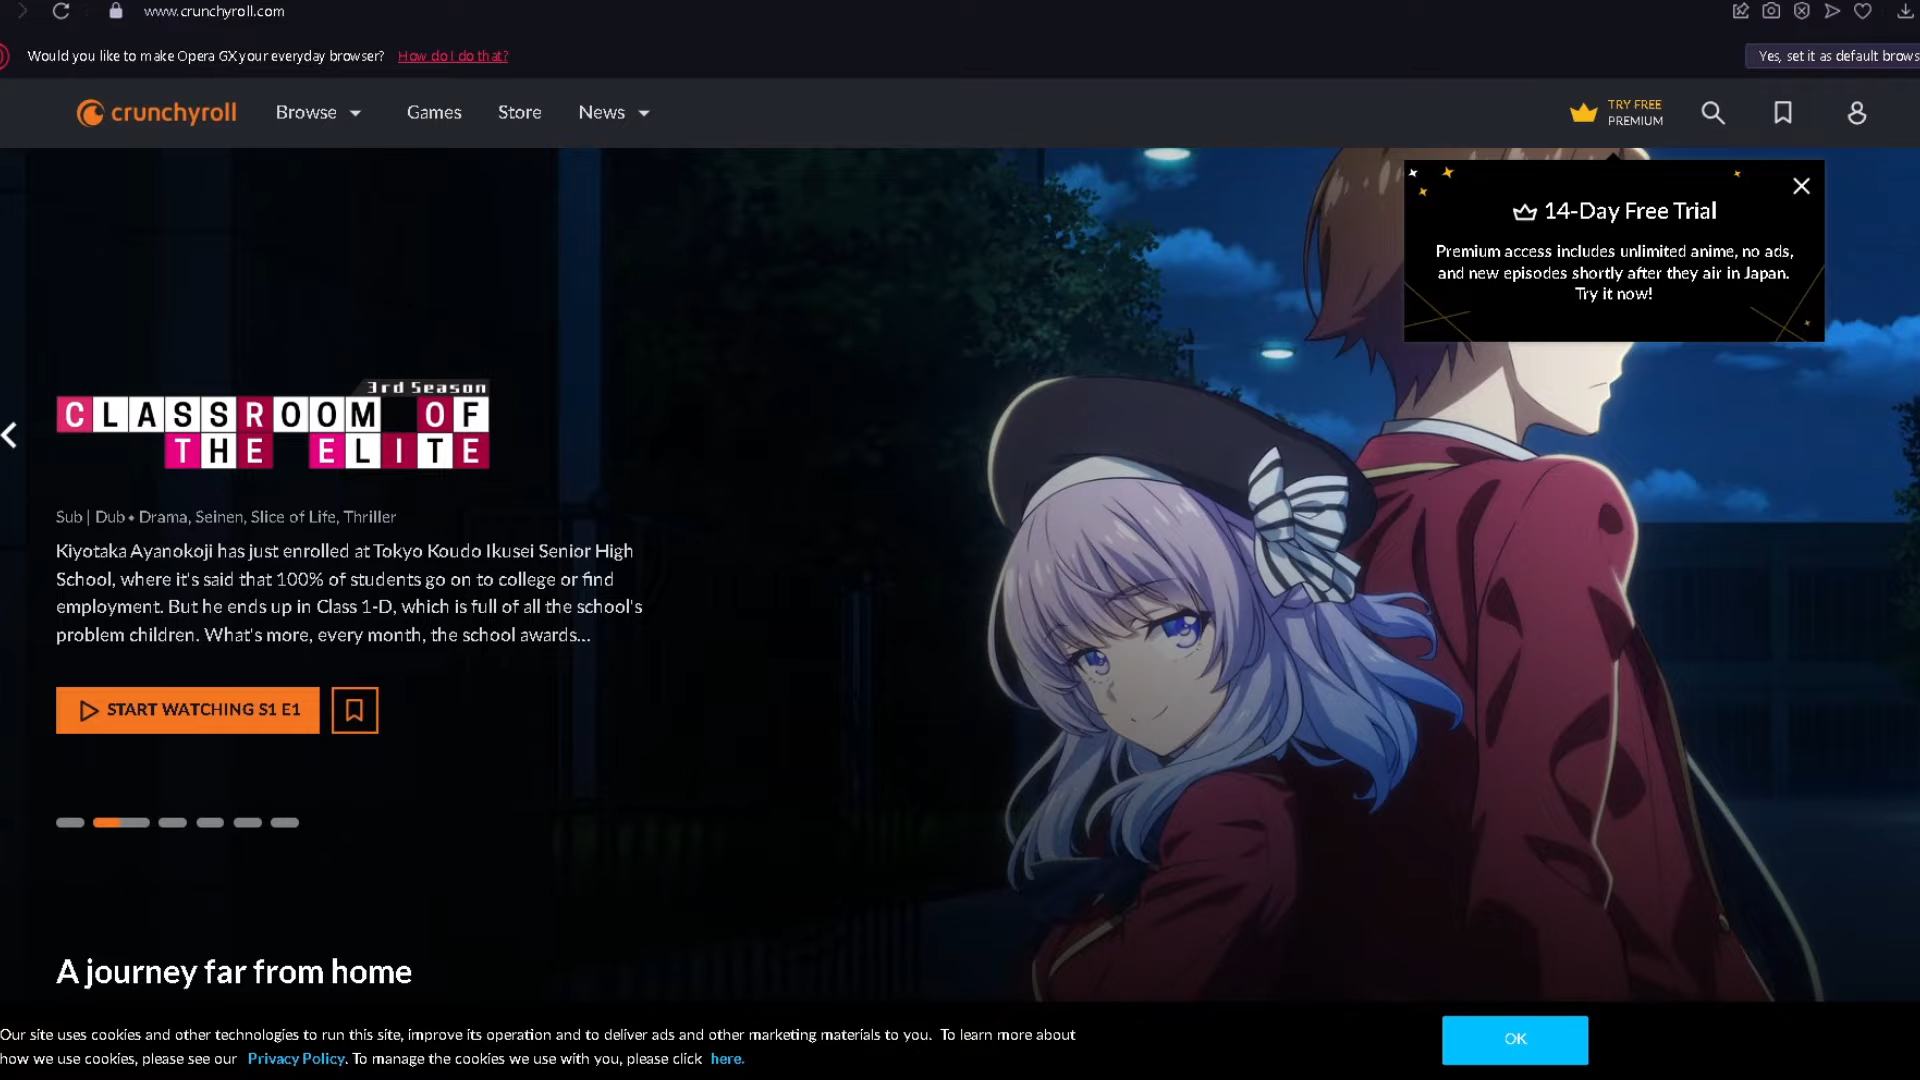 www.crunchyroll.com
Would you like to make Opera GX your everyday browser? How do I do that?
Yes, set it as default brows
crunchyroll
Browse
Games
Store
News
TRY FREE
PREMIUM
14-Day Free Trial
Premium access includes unlimited anime, no ads,
and new episodes shortly after they air in Japan.
Try it now!
3rd Season
CLASSROOM OF
THE ELITE
Sub | Dub • Drama, Seinen, Slice of Life, Thriller
Kiyotaka Ayanokoji has just enrolled at Tokyo Koudo Ikusei Senior High
School, where it's said that 100% of students go on to college or find
employment. But he ends up in Class 1-D, which is full of all the school's
problem children. What's more, every month, the school awards...
START WATCHING S1 E1
A journey far from home
Our site uses cookies and other technologies to run this site, improve its operation and to deliver ads and other marketing materials to you. To learn more about
how we use cookies, please see our Privacy Policy. To manage the cookies we use with you, please click here.
OK